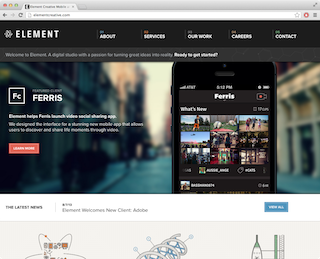 Element Creative Mobile
elementcreative.com
ELEMENT
01 ABOUT
02 SERVICES
03 OUR WORK
04 CAREERS
05 CONTACT
Welcome to Element. A digital studio with a passion for turning great ideas into reality. Ready to get started?
Fc
FEATURED CLIENT
FERRIS
Element helps Ferris launch video social sharing app.
We designed the interface for a stunning new mobile app that allows
users to discover and share life moments through video.
LEARN MORE
AT&T
5:12 PM
Ferris
What's New
AUSSIE_ANGE
CATS
THE LATEST NEWS
Element Welcomes New Client: Adobe
VIEW ALL